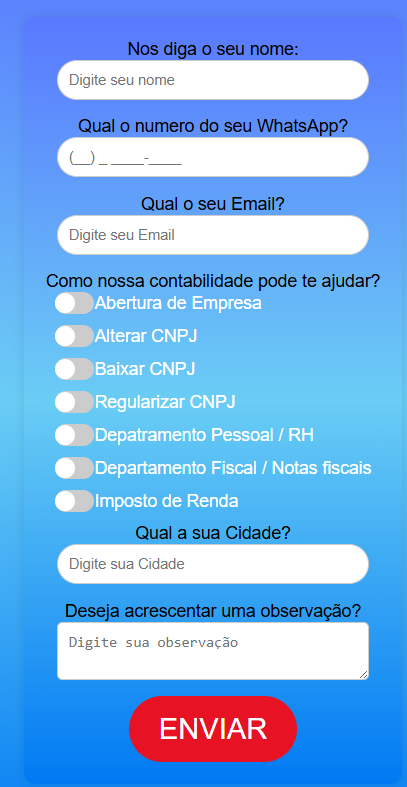 Nos diga o seu nome:
Digite seu nome
Qual o numero do seu WhatsApp?
(__) _ ____-____
Qual o seu Email?
Digite seu Email
Como nossa contabilidade pode te ajudar?
Abertura de Empresa
Alterar CNPJ
Baixar CNPJ
Regularizar CNPJ
Depatramento Pessoal / RH
Departamento Fiscal / Notas fiscais
Imposto de Renda
Qual a sua Cidade?
Digite sua Cidade
Deseja acrescentar uma observação?
Digite sua observação
ENVIAR